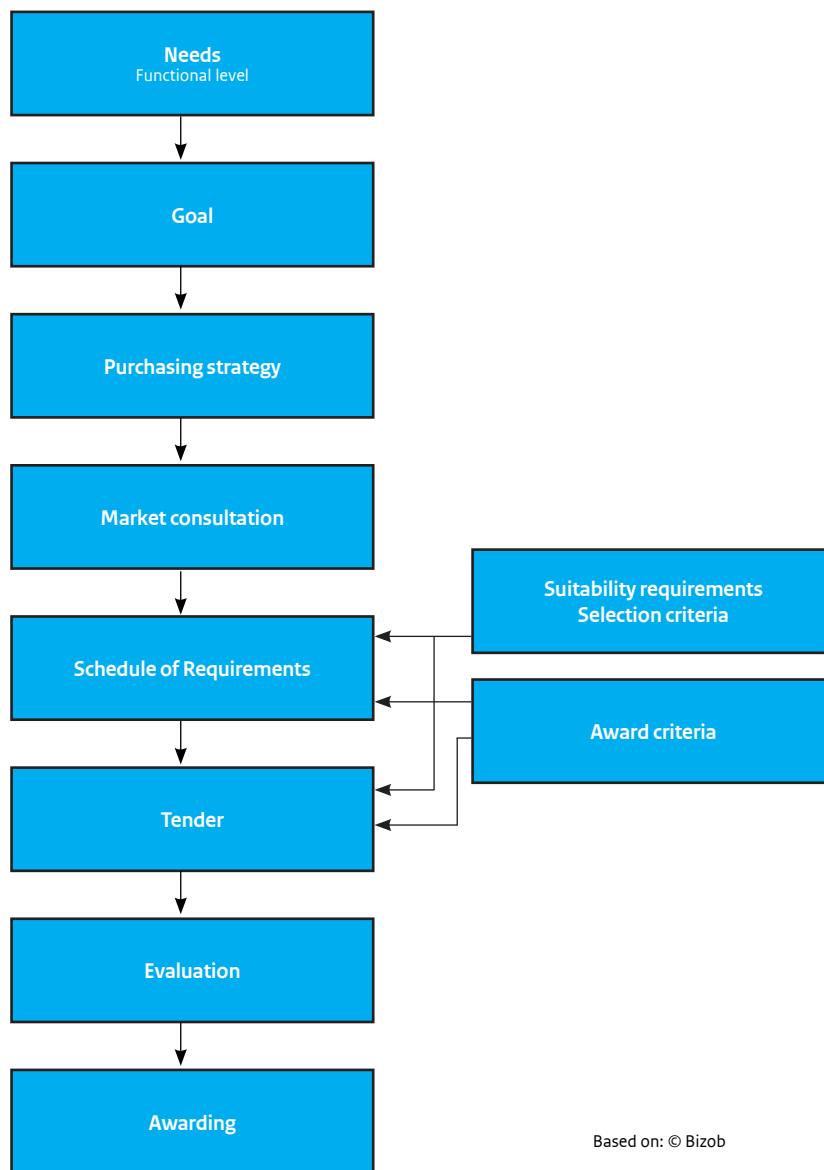 Needs
Functional level
Goal
Purchasing strategy
Market consultation
Suitability requirements
Selection criteria
Schedule of Requirements
Award criteria
Tender
Evaluation
Awarding
Based on: © Bizob